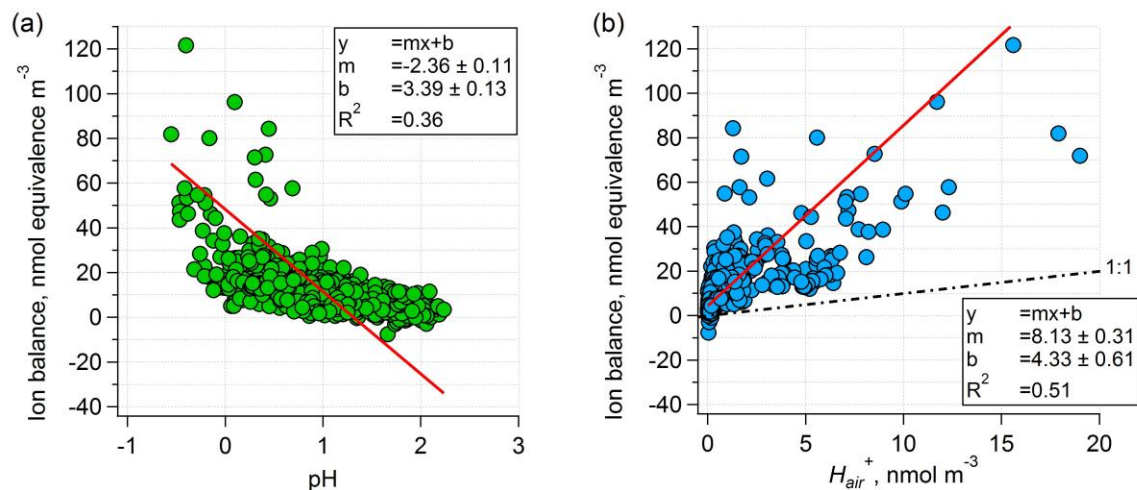 (a)
Ion balance, nmol equivalence m⁻³
120
100
80
60
40
20
0
-20
-40
y =mx+b
m =-2.36 ± 0.11
b =3.39 ± 0.13
R² =0.36
-1 0 1 2 3
pH
(b)
Ion balance, nmol equivalence m⁻³
120
100
80
60
40
20
0
-20
-40
1:1
y =mx+b
m =8.13 ± 0.31
b =4.33 ± 0.61
R² =0.51
0 5 10 15 20
H_air⁺, nmol m⁻³